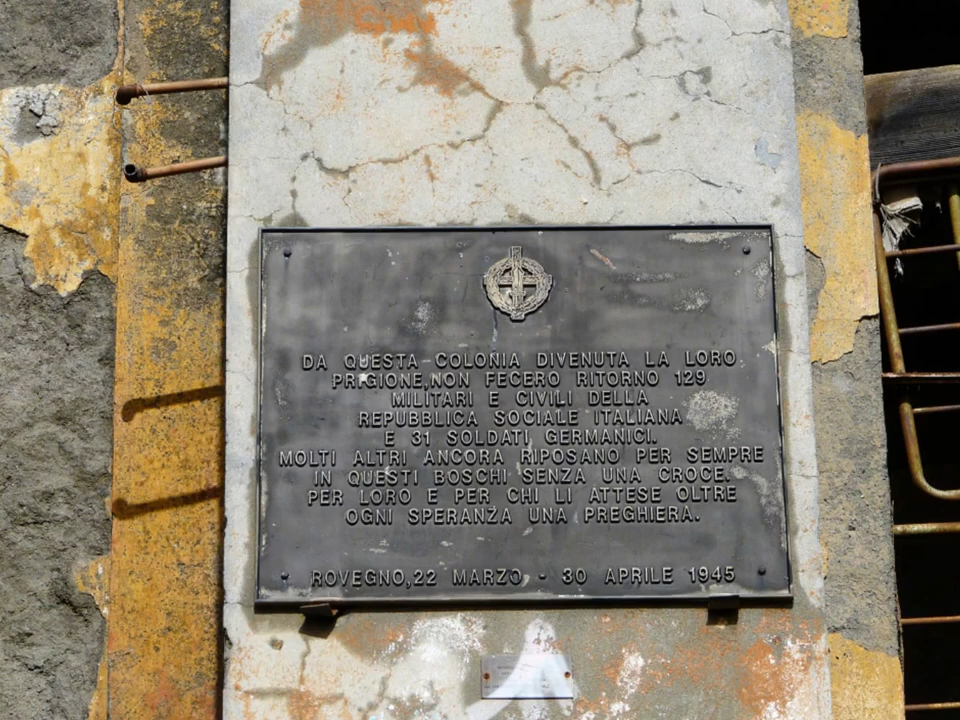 DA QUESTA COLONIA DIVENUTA LA LORO
PRIGIONE,NON FECERO RITORNO 129
MILITARI E CIVILI DELLA
REPUBBLICA SOCIALE ITALIANA
E 31 SOLDATI GERMANICI.
MOLTI ALTRI ANCORA RIPOSANO PER SEMPRE
IN QUESTI BOSCHI SENZA UNA CROCE.
PER LORO E PER CHI LI ATTESE OLTRE
OGNI SPERANZA UNA PREGHIERA.
ROVEGNO,22 MARZO - 30 APRILE 1945